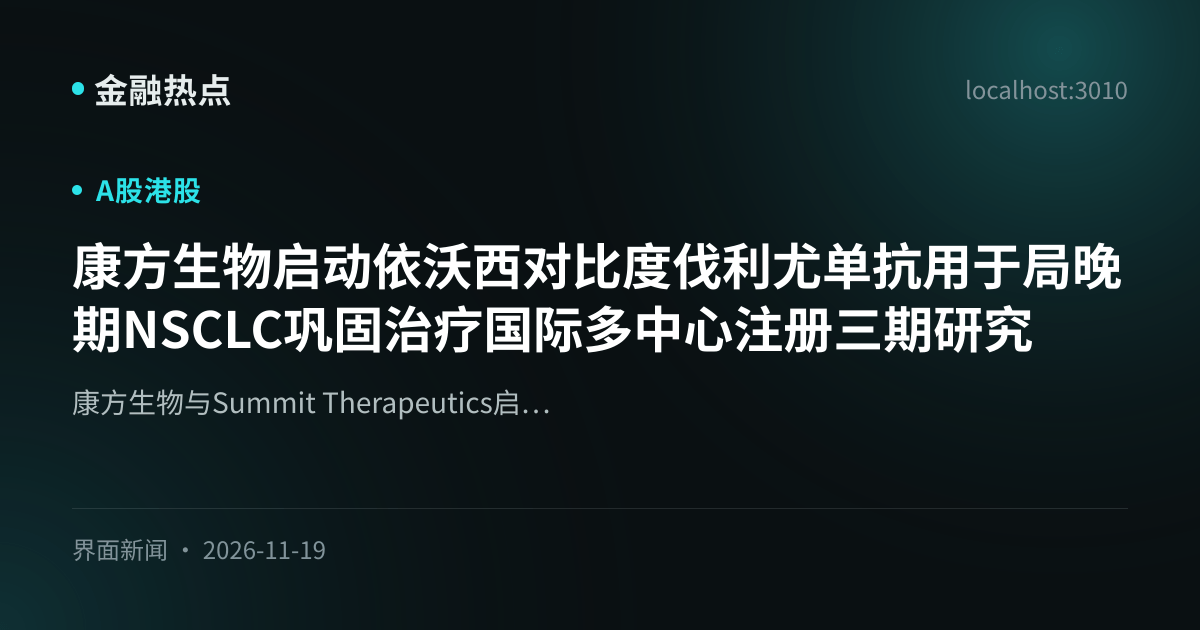 金融热点
localhost:3010
A股港股
康方生物启动依沃西对比度伐利尤单抗用于局晚
期NSCLC巩固治疗国际多中心注册三期研究
康方生物与Summit Therapeutics启…
界面新闻 • 2026-11-19